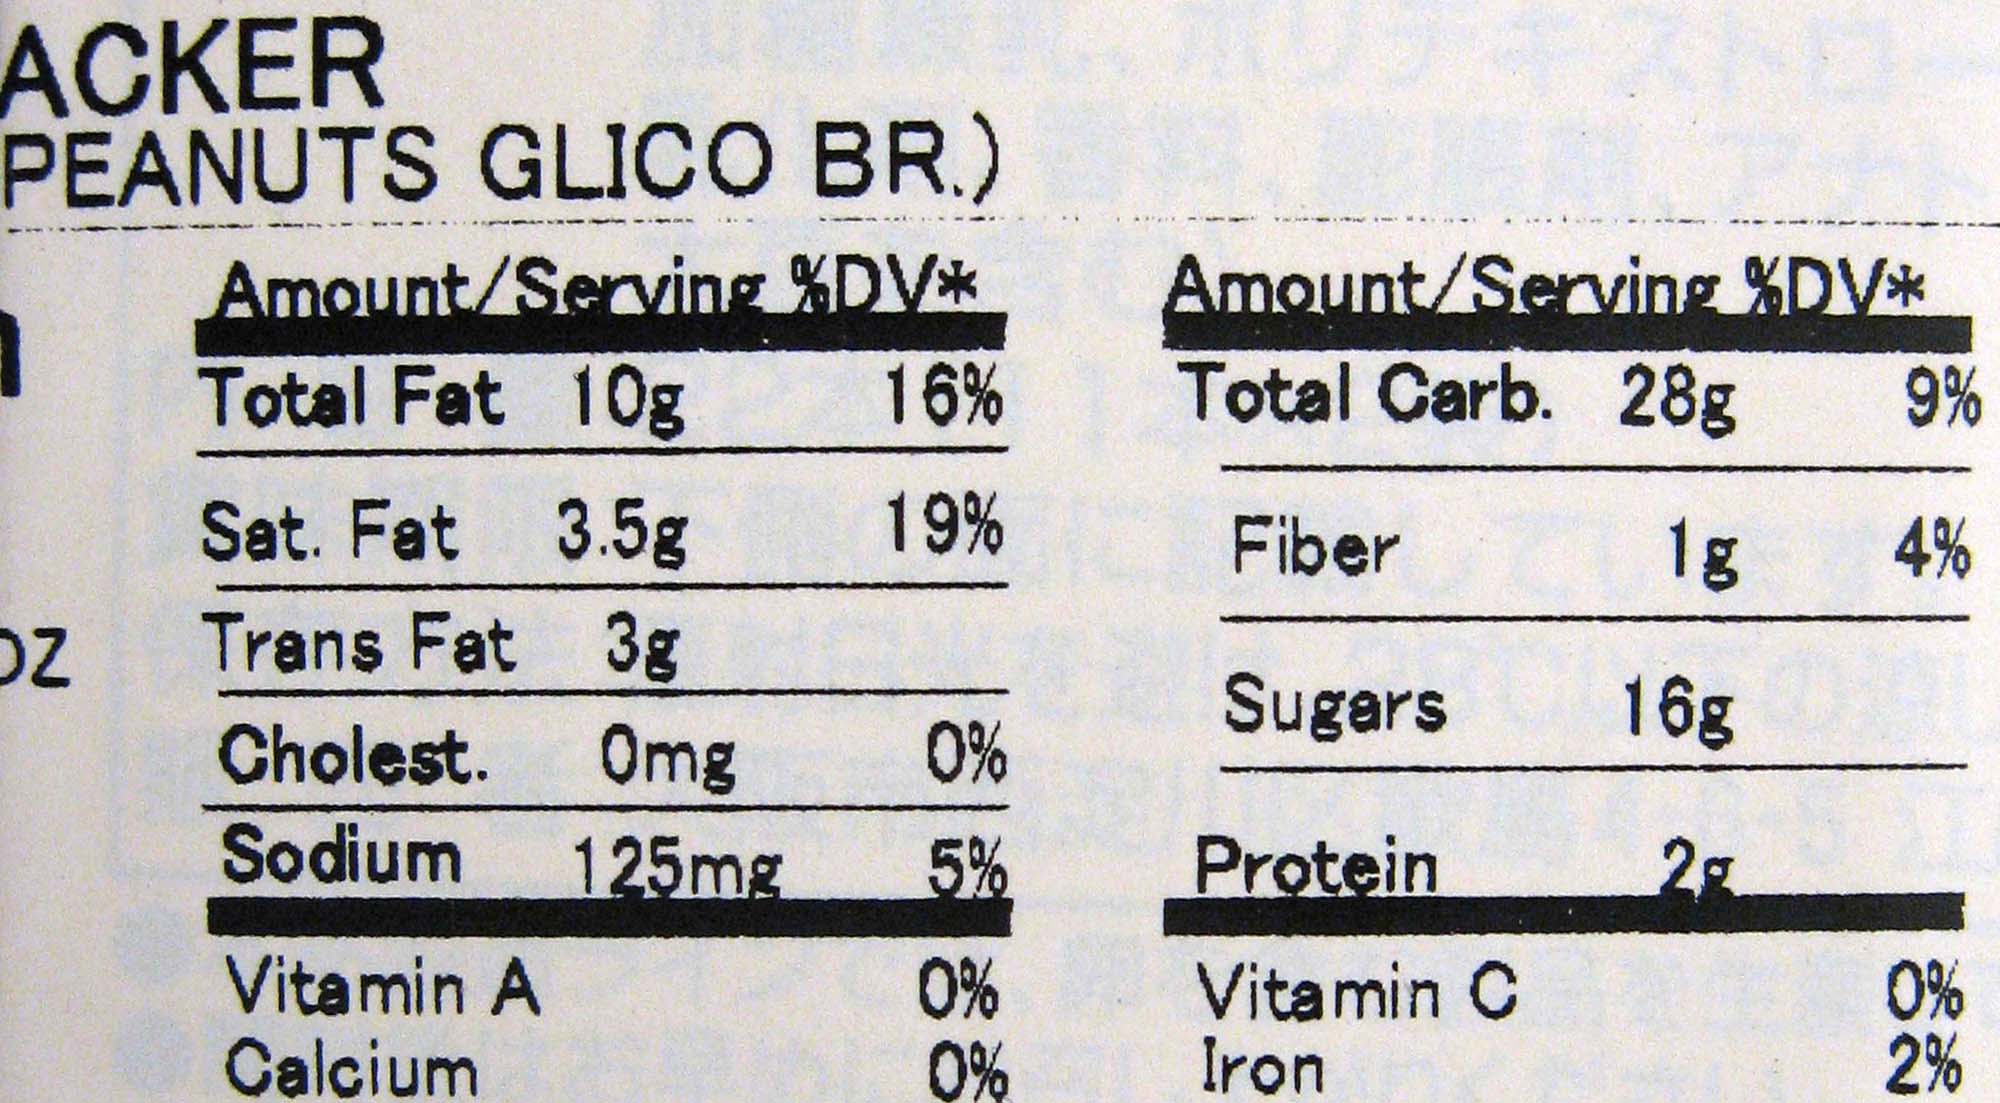 ACKER
PEANUTS GLICO BR.)
Amount/Serving %DV*
Total Fat 10g 16%
Sat. Fat 3.5g 19%
Trans Fat 3g
Cholest. 0mg 0%
Sodium 125mg 5%
Vitamin A 0%
Calcium 0%
Amount/Serving %DV*
Total Carb. 28g 9%
Fiber 1g 4%
Sugars 16g
Protein 2g
Vitamin C 0%
Iron 2%
OZ